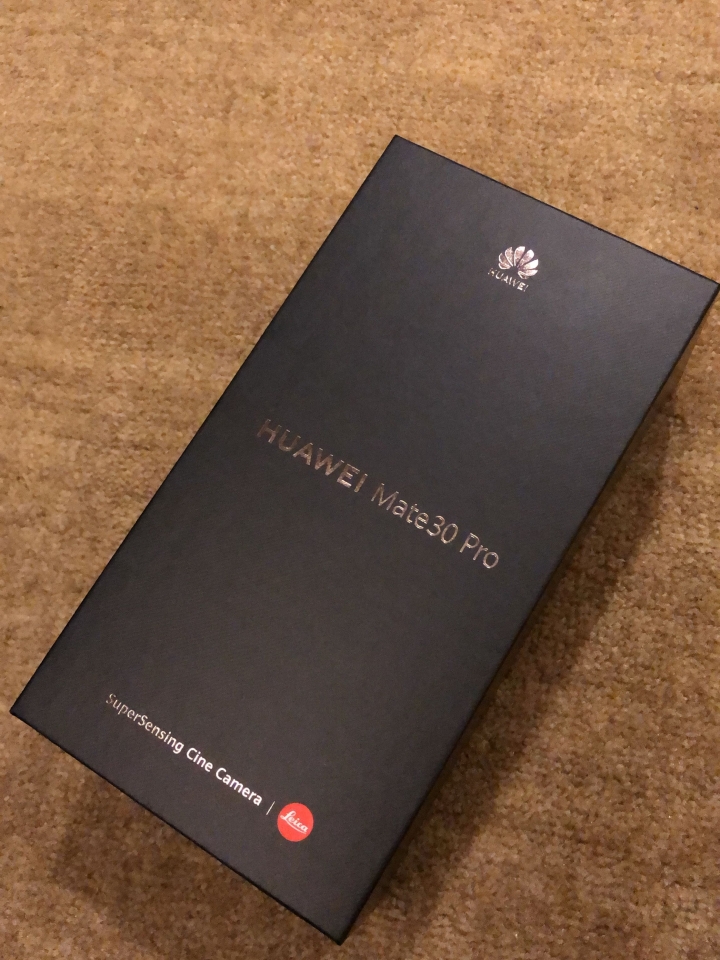 HUAWEI
HUAWEI Mate30 Pro
SuperSensing Cine Camera | Leica